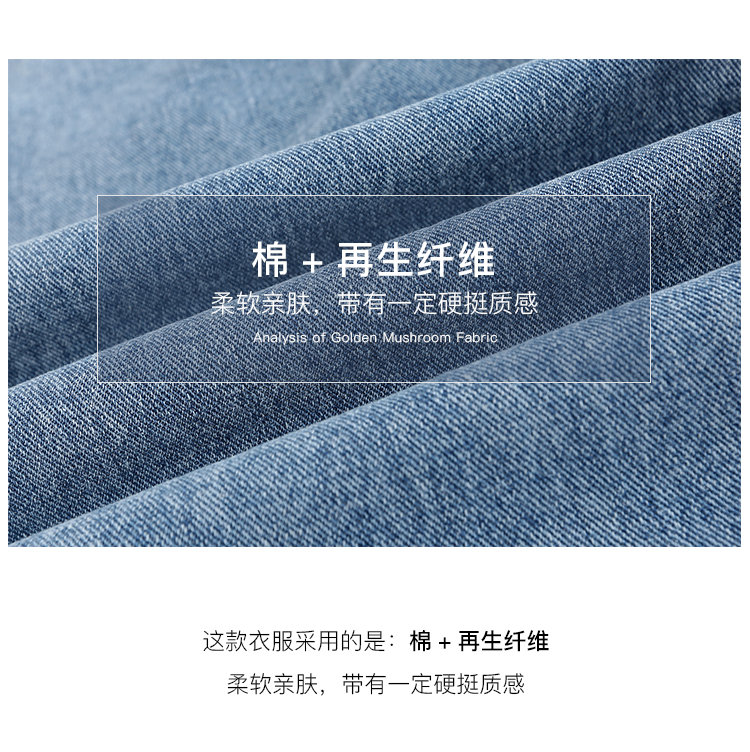 棉 + 再生纤维
柔软亲肤，带有一定硬挺质感
Analysis of Golden Mushroom Fabric
这款衣服采用的是：棉 + 再生纤维
柔软亲肤，带有一定硬挺质感